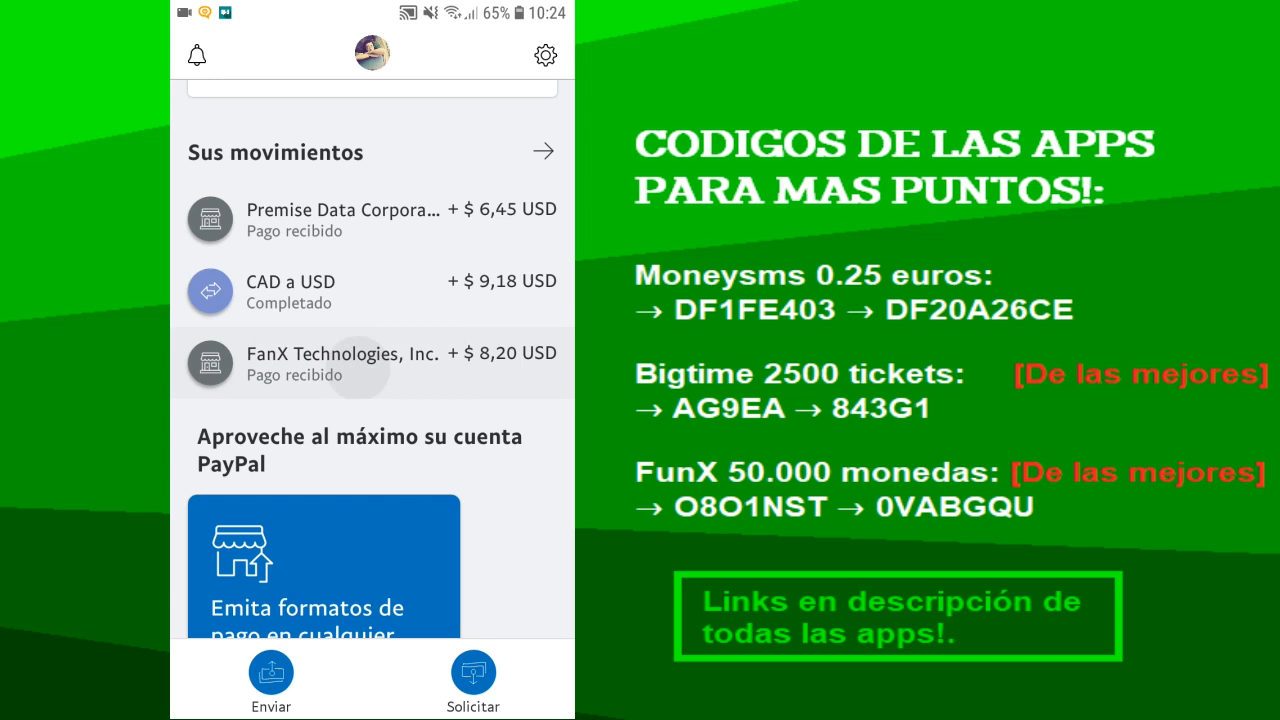 65% 10:24
Sus movimientos
Premise Data Corpora... + $ 6,45 USD
Pago recibido
CAD a USD + $ 9,18 USD
Completado
FanX Technologies, Inc. + $ 8,20 USD
Pago recibido
Aproveche al máximo su cuenta
PayPal
Emita formatos de
pago en cualquier
Enviar Solicitar
CODIGOS DE LAS APPS
PARA MAS PUNTOS!:
Moneysms 0.25 euros:
→ DF1FE403 → DF20A26CE
Bigtime 2500 tickets: [De las mejores]
→ AG9EA → 843G1
FunX 50.000 monedas: [De las mejores]
→ O8O1NST → 0VABGQU
Links en descripción de
todas las apps!.